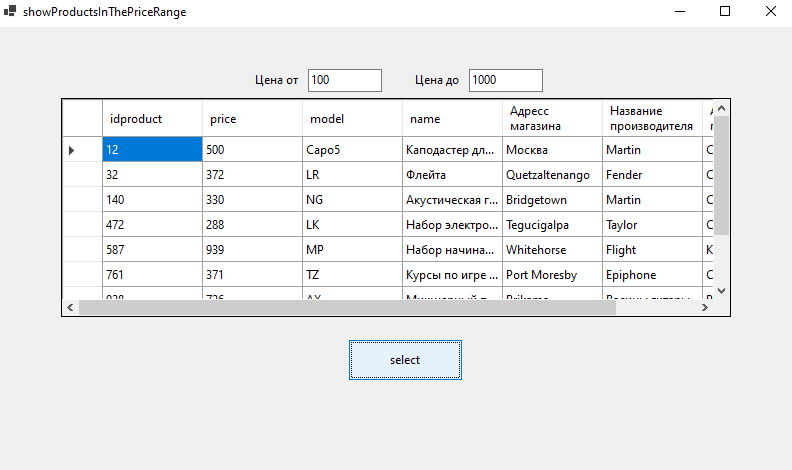 showProductsInThePriceRange
Цена от 100 Цена до 1000
idproduct price model name Адресс магазина Название производителя
12 500 Capo5 Каподастер дл... Москва Martin
32 372 LR Флейта Quetzaltenango Fender
140 330 NG Акустическая г... Bridgetown Martin
472 288 LK Набор электро... Tegucigalpa Taylor
587 939 MP Набор начина... Whitehorse Flight
761 371 TZ Курсы по игре ... Port Moresby Epiphone
select